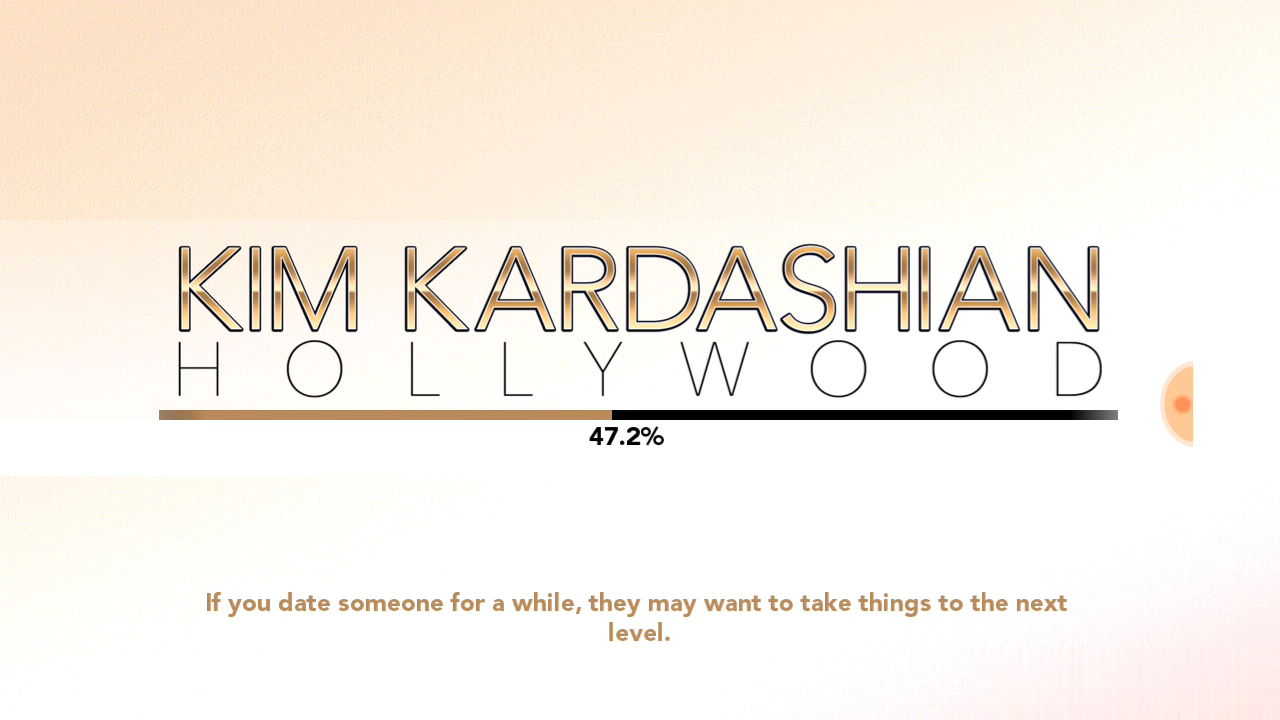 KIM KARDASHIAN
HOLLYWOOD
47.2%
If you date someone for a while, they may want to take things to the next
level.